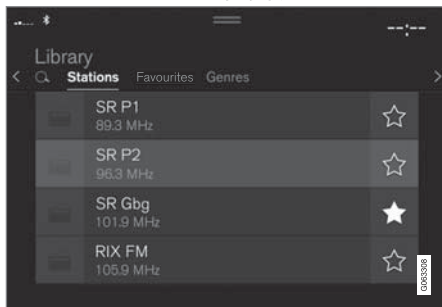 --:--
Library
Stations Favourites Genres
SR P1
89.3 MHz
SR P2
96.3 MHz
SR Gbg
101.9 MHz
RIX FM
105.9 MHz
G063308